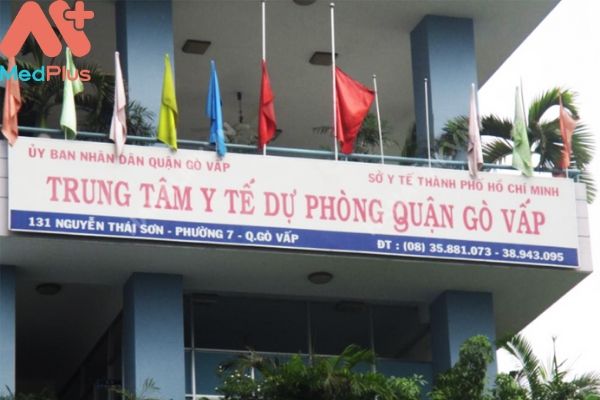 MedPlus
ỦY BAN NHÂN DÂN QUẬN GÒ VẤP
SỞ Y TẾ THÀNH PHỐ HỒ CHÍ MINH
TRUNG TÂM Y TẾ DỰ PHÒNG QUẬN GÒ VẤP
131 NGUYỄN THÁI SƠN - PHƯỜNG 7 - Q.GÒ VẤP
ĐT : (08) 35.881.073 - 38.943.095